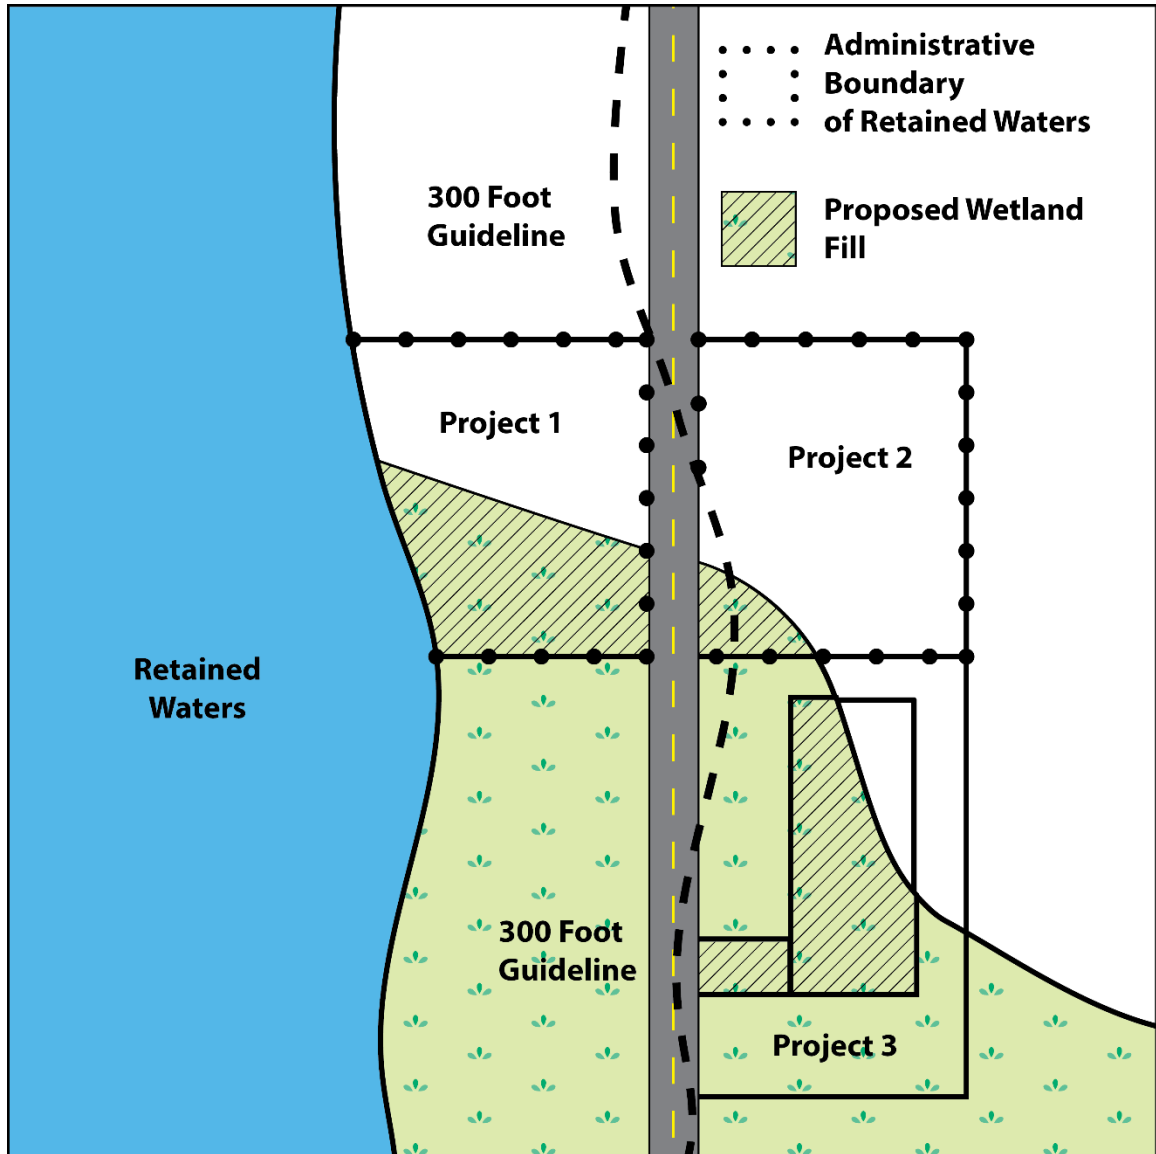 Administrative
Boundary
of Retained Waters
300 Foot
Guideline
Proposed Wetland
Fill
Project 1
Project 2
Retained
Waters
300 Foot
Guideline
Project 3